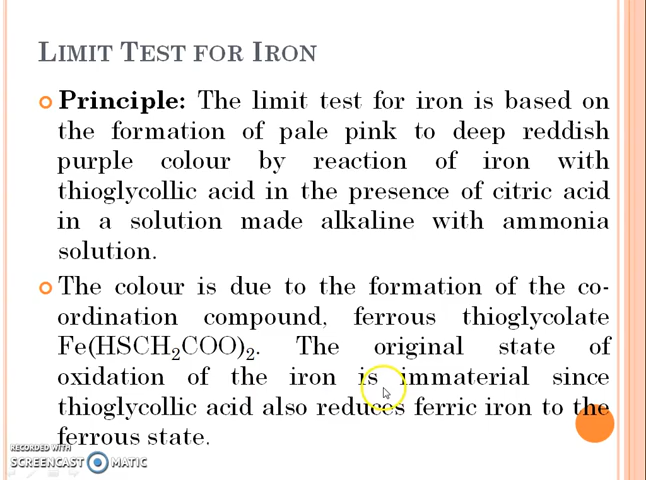 LIMIT TEST FOR IRON
Principle: The limit test for iron is based on
the formation of pale pink to deep reddish
purple colour by reaction of iron with
thioglycollic acid in the presence of citric acid
in a solution made alkaline with ammonia
solution.
The colour is due to the formation of the co-
ordination compound, ferrous thioglycolate
Fe(HSCH₂COO)₂. The original state of
oxidation of the iron is immaterial since
thioglycollic acid also reduces ferric iron to the
ferrous state.
RECORDED WITH
SCREENCAST MATIC